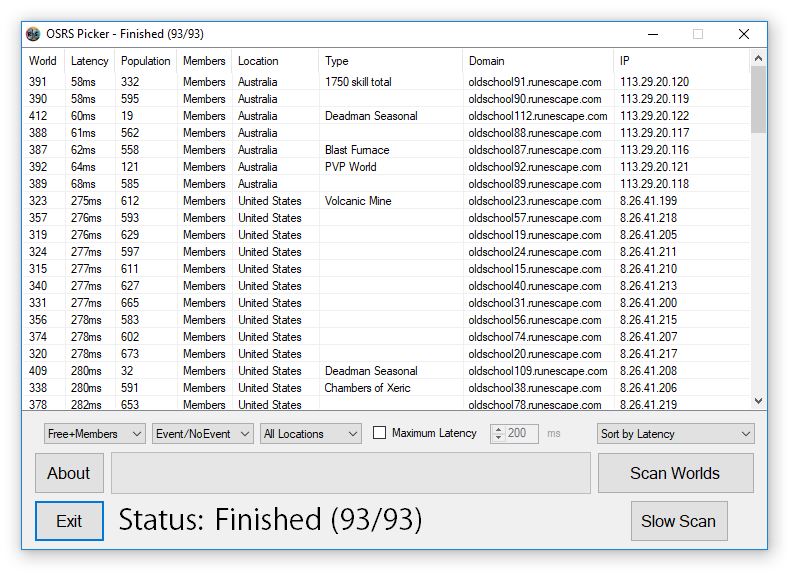 OSRS Picker - Finished (93/93)
World Latency Population Members Location Type Domain IP
391 58ms 332 Members Australia 1750 skill total oldschool91.runescape.com 113.29.20.120
390 58ms 595 Members Australia oldschool90.runescape.com 113.29.20.119
412 60ms 19 Members Australia Deadman Seasonal oldschool112.runescape.com 113.29.20.122
388 61ms 562 Members Australia oldschool88.runescape.com 113.29.20.117
387 62ms 558 Members Australia Blast Furnace oldschool87.runescape.com 113.29.20.116
392 64ms 121 Members Australia PVP World oldschool92.runescape.com 113.29.20.121
389 68ms 585 Members Australia oldschool89.runescape.com 113.29.20.118
323 275ms 612 Members United States Volcanic Mine oldschool23.runescape.com 8.26.41.199
357 276ms 593 Members United States oldschool57.runescape.com 8.26.41.218
319 276ms 629 Members United States oldschool19.runescape.com 8.26.41.205
324 277ms 597 Members United States oldschool24.runescape.com 8.26.41.211
315 277ms 611 Members United States oldschool15.runescape.com 8.26.41.210
340 277ms 627 Members United States oldschool40.runescape.com 8.26.41.213
331 277ms 665 Members United States oldschool31.runescape.com 8.26.41.200
356 278ms 583 Members United States oldschool56.runescape.com 8.26.41.215
374 278ms 602 Members United States oldschool74.runescape.com 8.26.41.207
320 278ms 673 Members United States oldschool20.runescape.com 8.26.41.217
409 280ms 32 Members United States Deadman Seasonal oldschool109.runescape.com 8.26.41.208
338 280ms 591 Members United States Chambers of Xeric oldschool38.runescape.com 8.26.41.206
378 282ms 653 Members United States oldschool78.runescape.com 8.26.41.219
Free+Members Event/NoEvent All Locations Maximum Latency 200 ms Sort by Latency
About Scan Worlds
Exit Status: Finished (93/93) Slow Scan